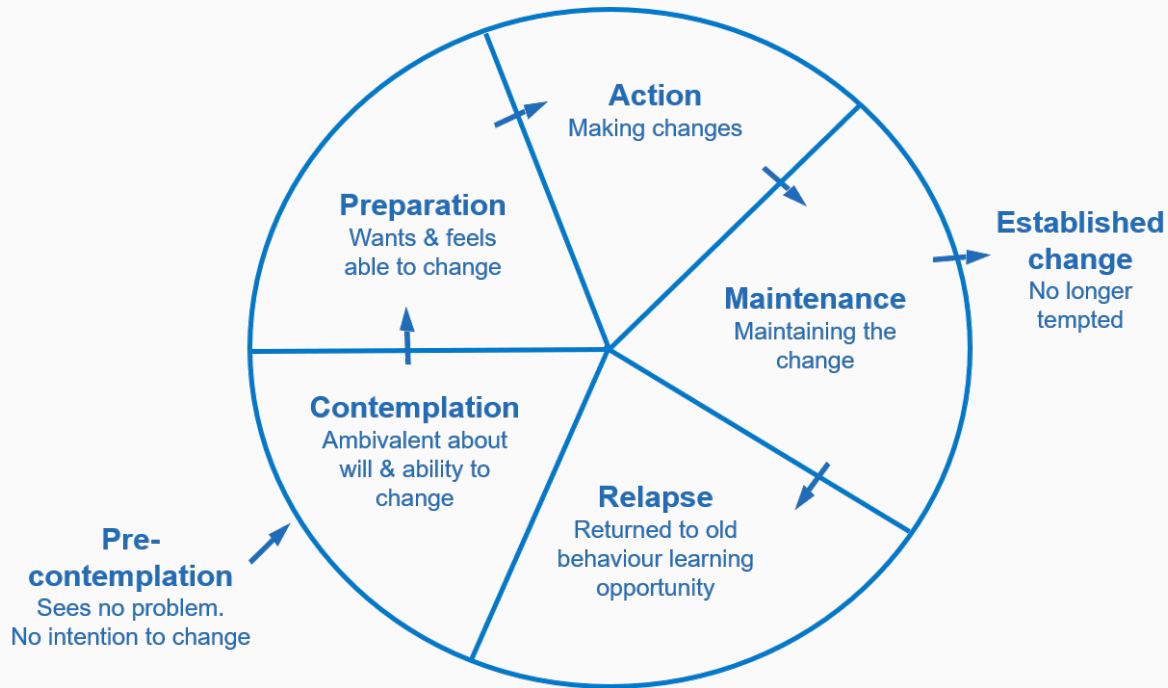 Action
Making changes
Preparation
Wants & feels
able to change
Established
change
No longer
tempted
Maintenance
Maintaining the
change
Contemplation
Ambivalent about
will & ability to
change
Relapse
Returned to old
behaviour learning
opportunity
Pre-
contemplation
Sees no problem.
No intention to change